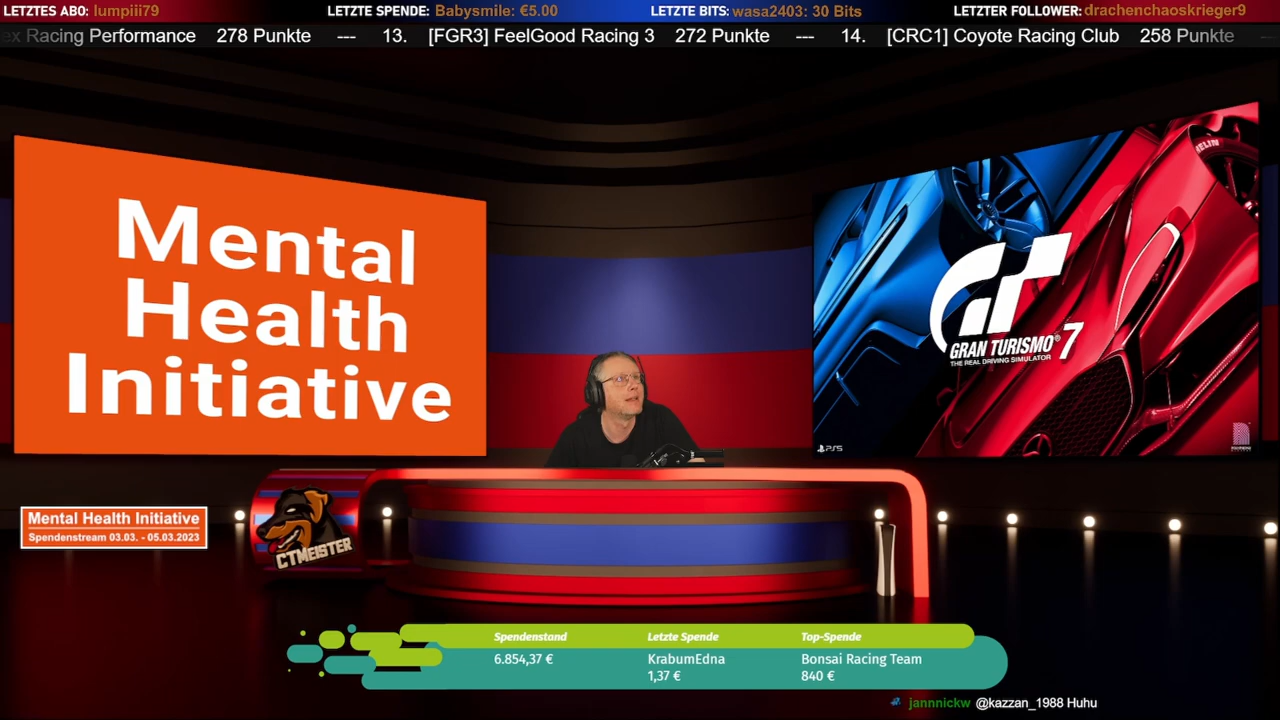 LETZTES ABO: lumpiii79
LETZTE SPENDE: Babysmile: €5.00
LETZTE BITS: wasa2403: 30 Bits
LETZTER FOLLOWER: drachenchaoskrieger9
ex Racing Performance 278 Punkte --- 13. [FGR3] FeelGood Racing 3 272 Punkte --- 14. [CRC1] Coyote Racing Club 258 Punkte ---
Mental
Health
Initiative
GT
GRAN TURISMO® 7
THE REAL DRIVING SIMULATOR
PS5
Mental Health Initiative
Spendenstream 03.03. - 05.03.2023
CTMEISTER
Spendenstand
6.854,37 €
Letzte Spende
KrabumEdna
1,37 €
Top-Spende
Bonsai Racing Team
840 €
jannnickw @kazzan_1988 Huhu